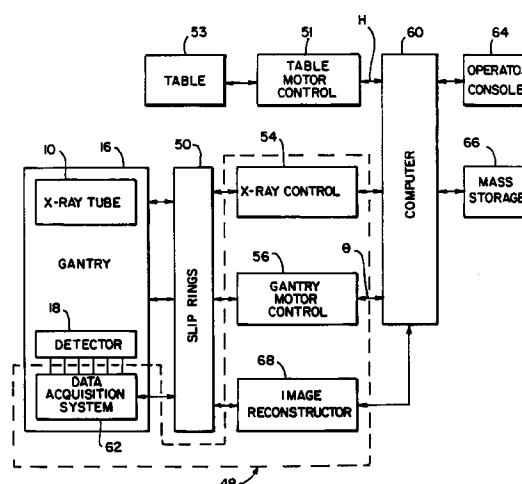 53
51
H
60
64
TABLE
TABLE
MOTOR
CONTROL
COMPUTER
OPERATO
CONSOLE
10
16
50
54
66
X-RAY TUBE
SLIP RINGS
X-RAY CONTROL
MASS
STORAGE
GANTRY
56
θ
GANTRY
MOTOR
CONTROL
18
DETECTOR
68
DATA
ACQUISITION
SYSTEM
IMAGE
RECONSTRUCTOR
62
48